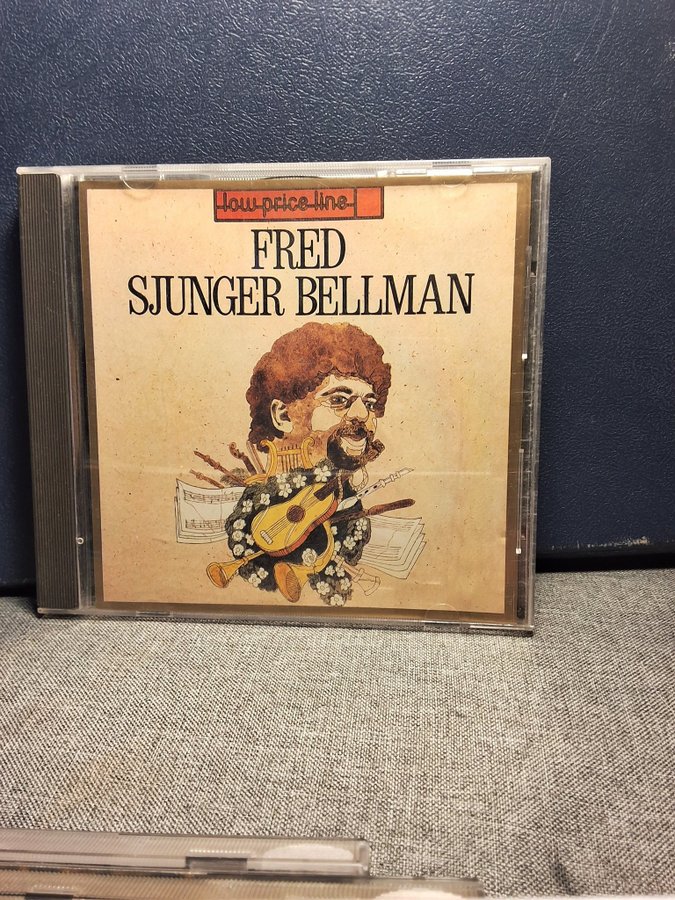 low price line
FRED
SJUNGER BELLMAN